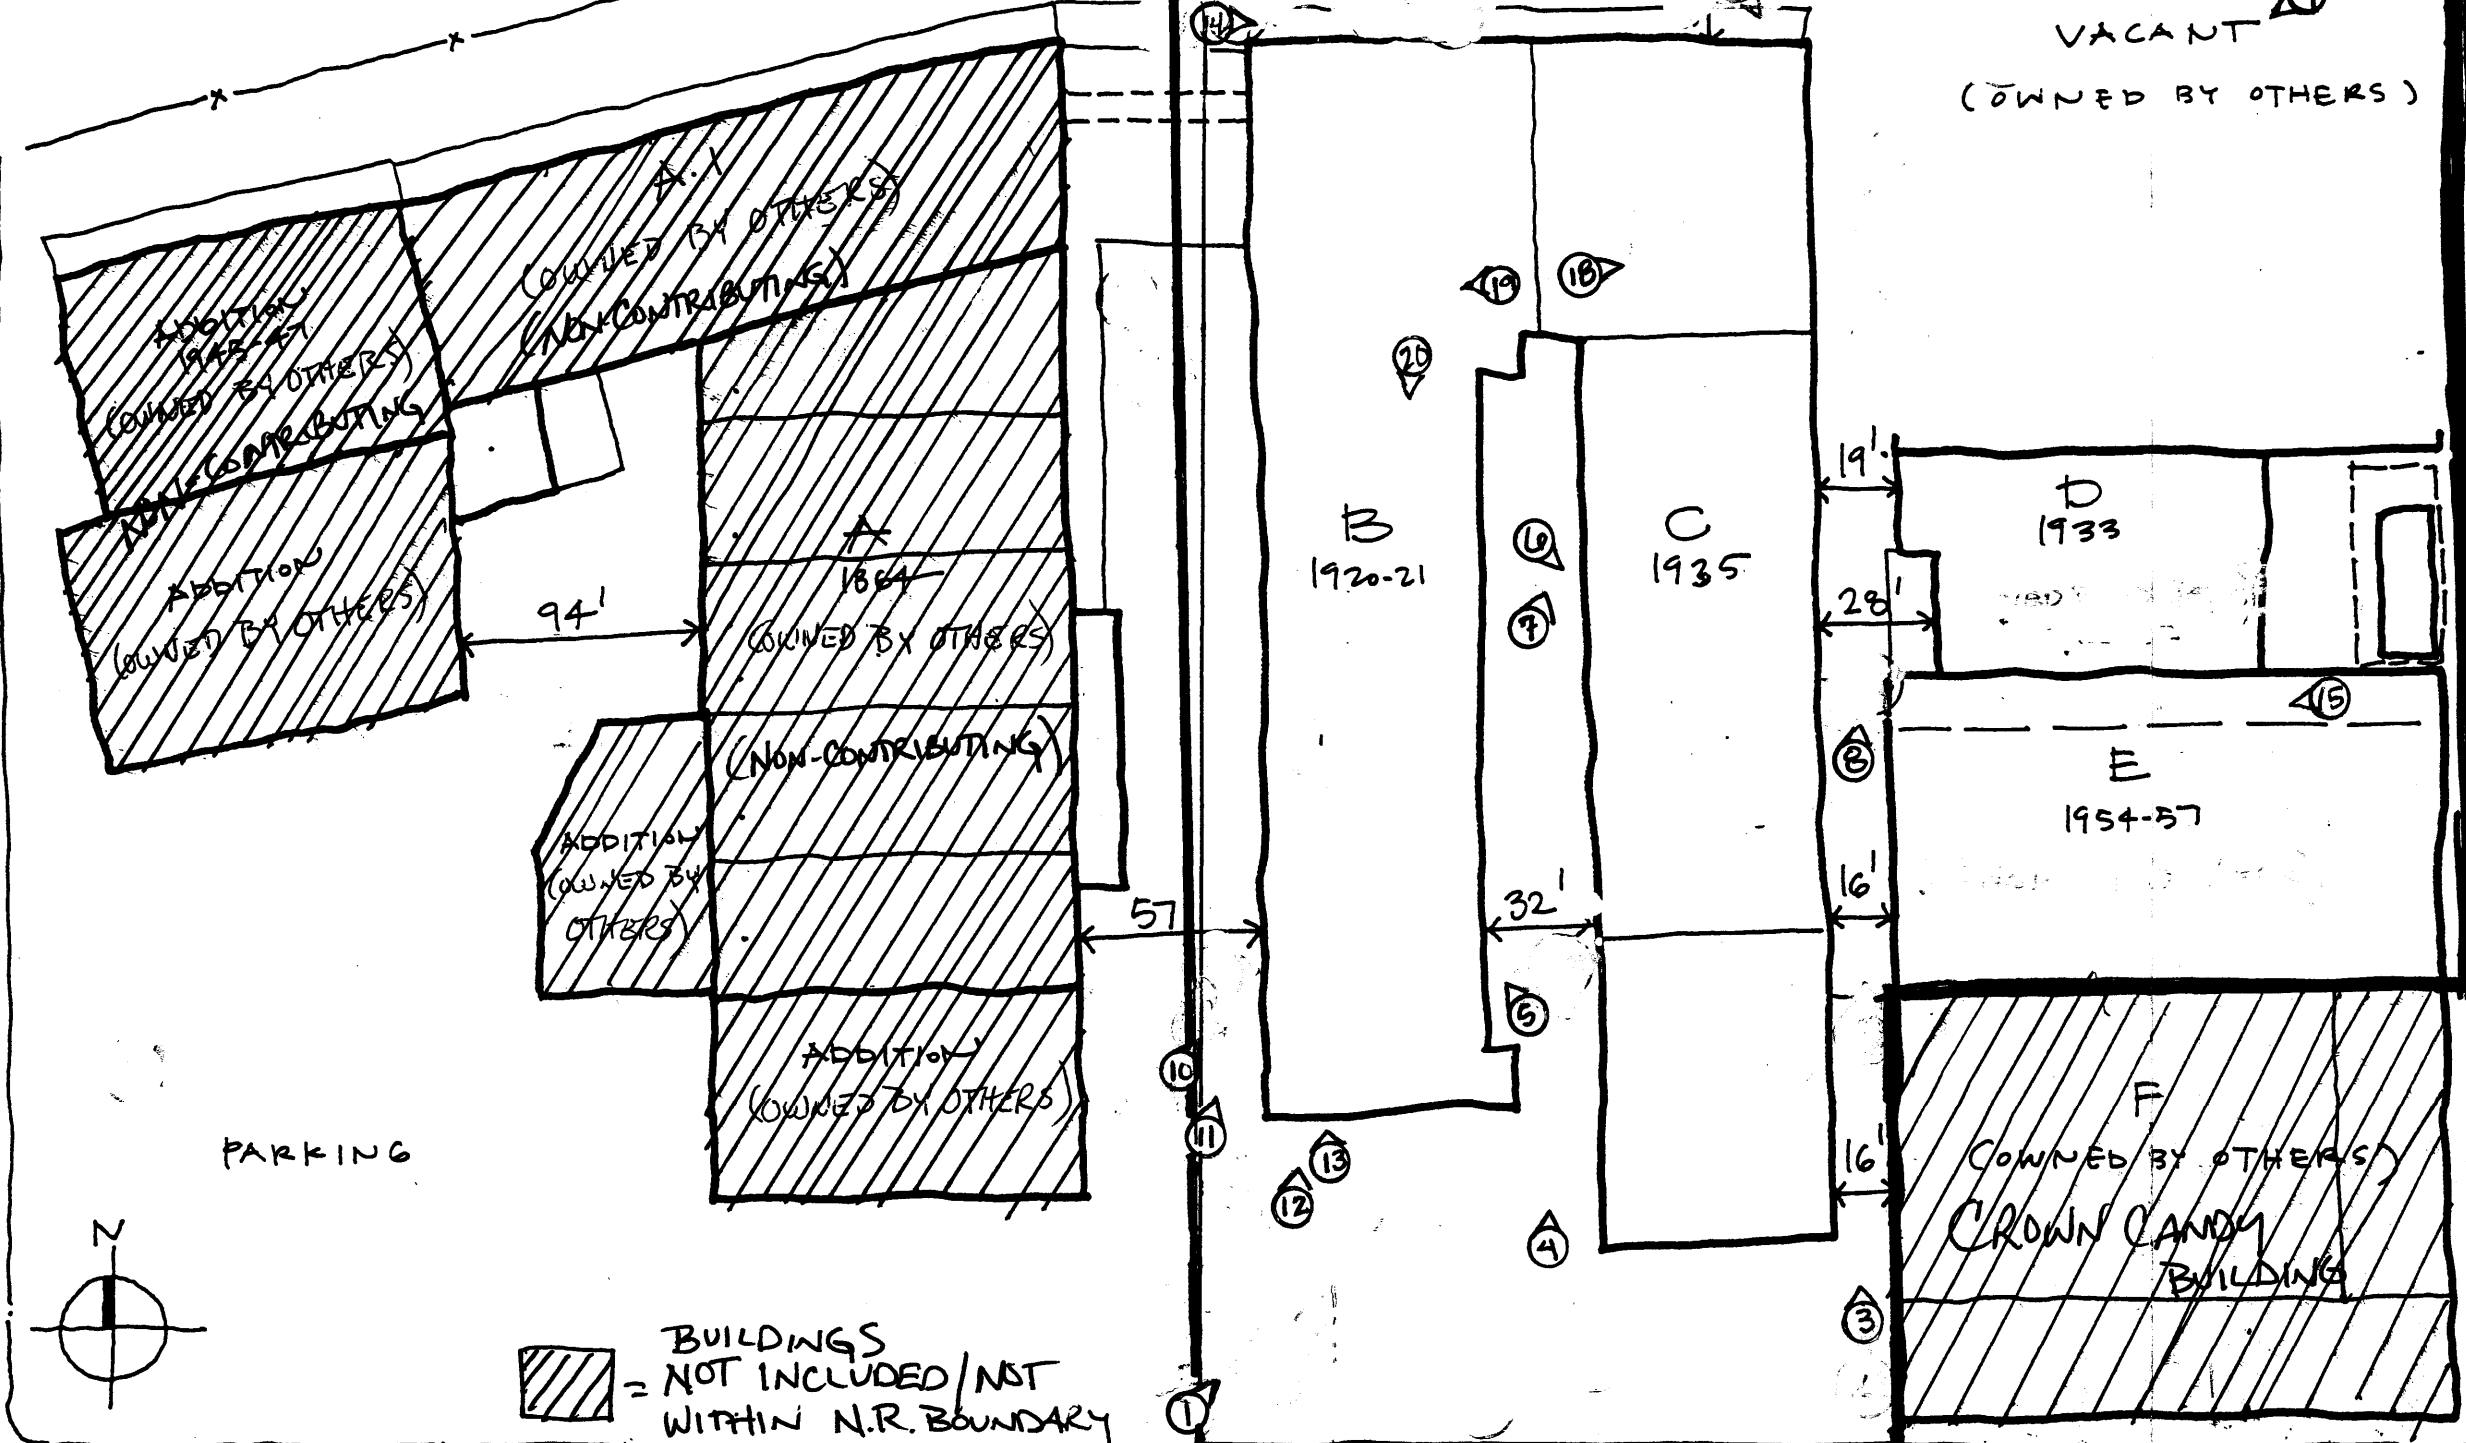 14
VACANT
(OWNED BY OTHERS)
A.1
(OWNED BY OTHERS)
(NON-CONTRIBUTING)
ADDITION
1945-47
(OWNED BY OTHERS)
NON-CONTRIBUTING
ADDITION
(OWNED BY OTHERS)
94'
A
1864
(OWNED BY OTHERS)
(NON-CONTRIBUTING)
ADDITION
(OWNED BY
OTHERS)
ADDITION
(OWNED BY OTHERS)
57
19
18
20
B
1920-21
6
7
C
1935
19'
28'
D
1933
15
8
E
1954-57
32'
16'
5
10
11
13
12
4
16'
F
(OWNED BY OTHERS)
CROWN CANDY
BUILDING
3
1
PARKING
N
= BUILDINGS
NOT INCLUDED/NOT
WITHIN N.R. BOUNDARY